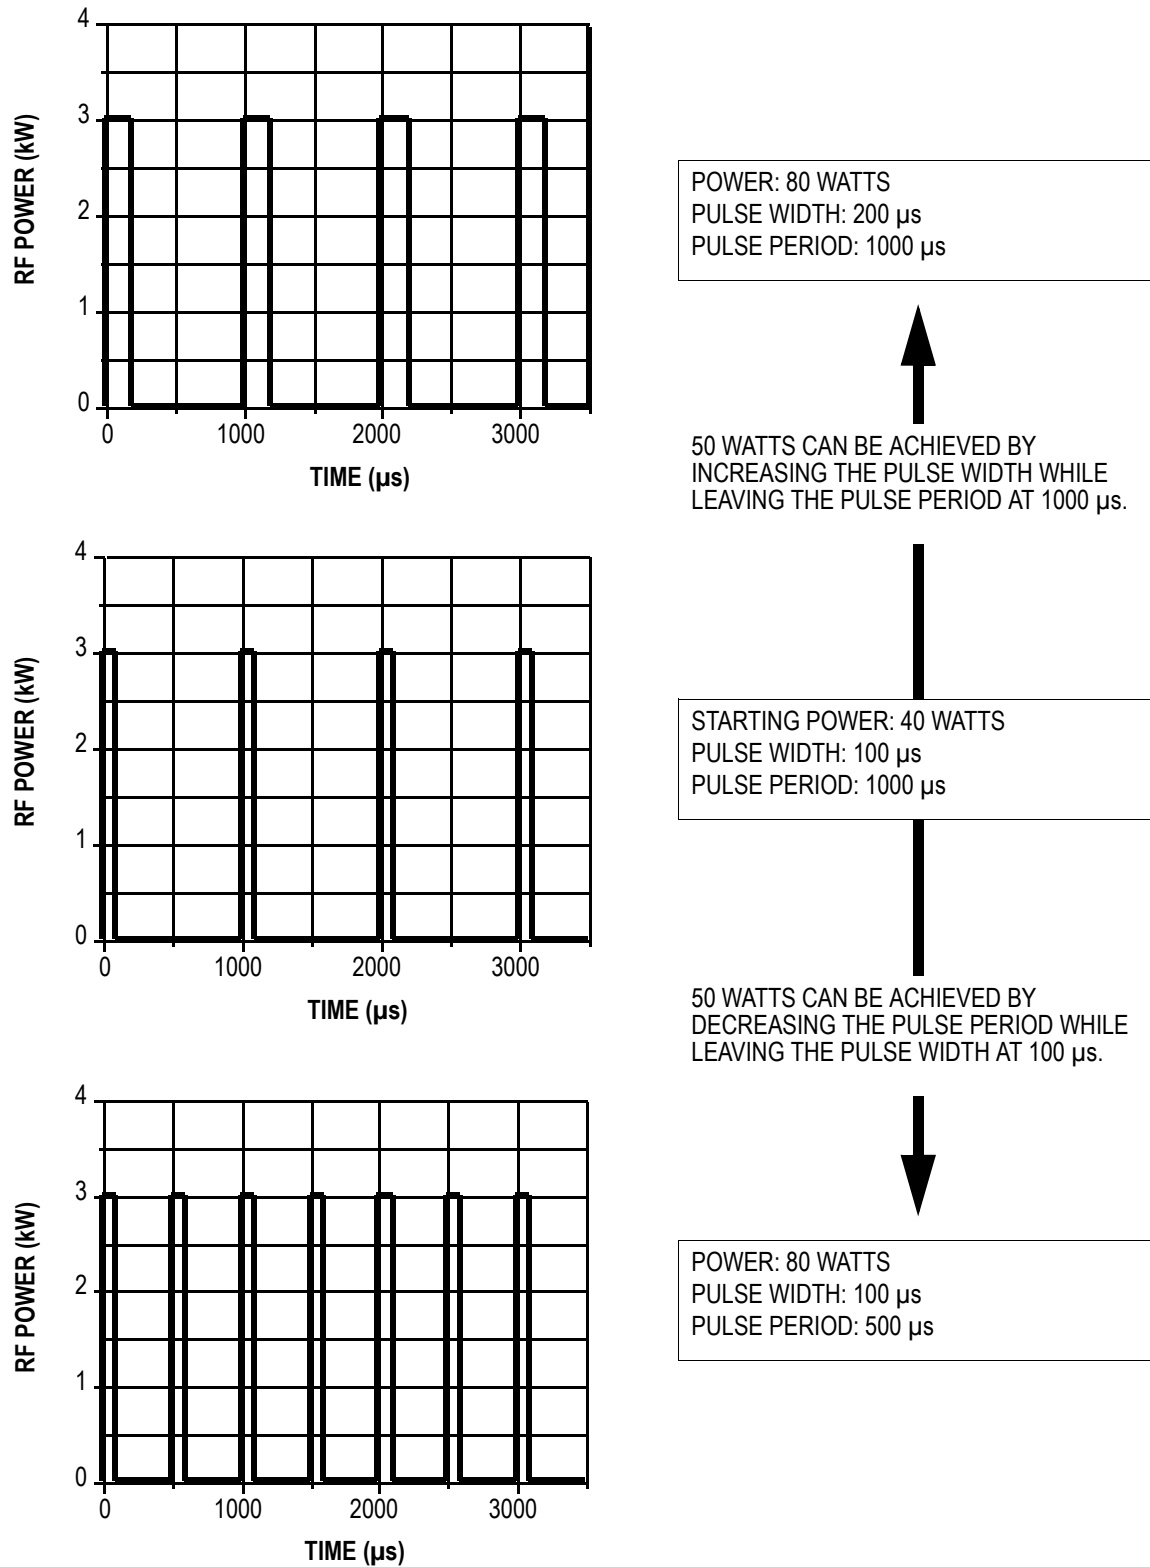 4
3
2
1
0
RF POWER (kW)
0 1000 2000 3000
TIME (µs)
POWER: 80 WATTS
PULSE WIDTH: 200 µs
PULSE PERIOD: 1000 µs
50 WATTS CAN BE ACHIEVED BY
INCREASING THE PULSE WIDTH WHILE
LEAVING THE PULSE PERIOD AT 1000 µs.
4
3
2
1
0
RF POWER (kW)
0 1000 2000 3000
TIME (µs)
STARTING POWER: 40 WATTS
PULSE WIDTH: 100 µs
PULSE PERIOD: 1000 µs
50 WATTS CAN BE ACHIEVED BY
DECREASING THE PULSE PERIOD WHILE
LEAVING THE PULSE WIDTH AT 100 µs.
4
3
2
1
0
RF POWER (kW)
0 1000 2000 3000
TIME (µs)
POWER: 80 WATTS
PULSE WIDTH: 100 µs
PULSE PERIOD: 500 µs